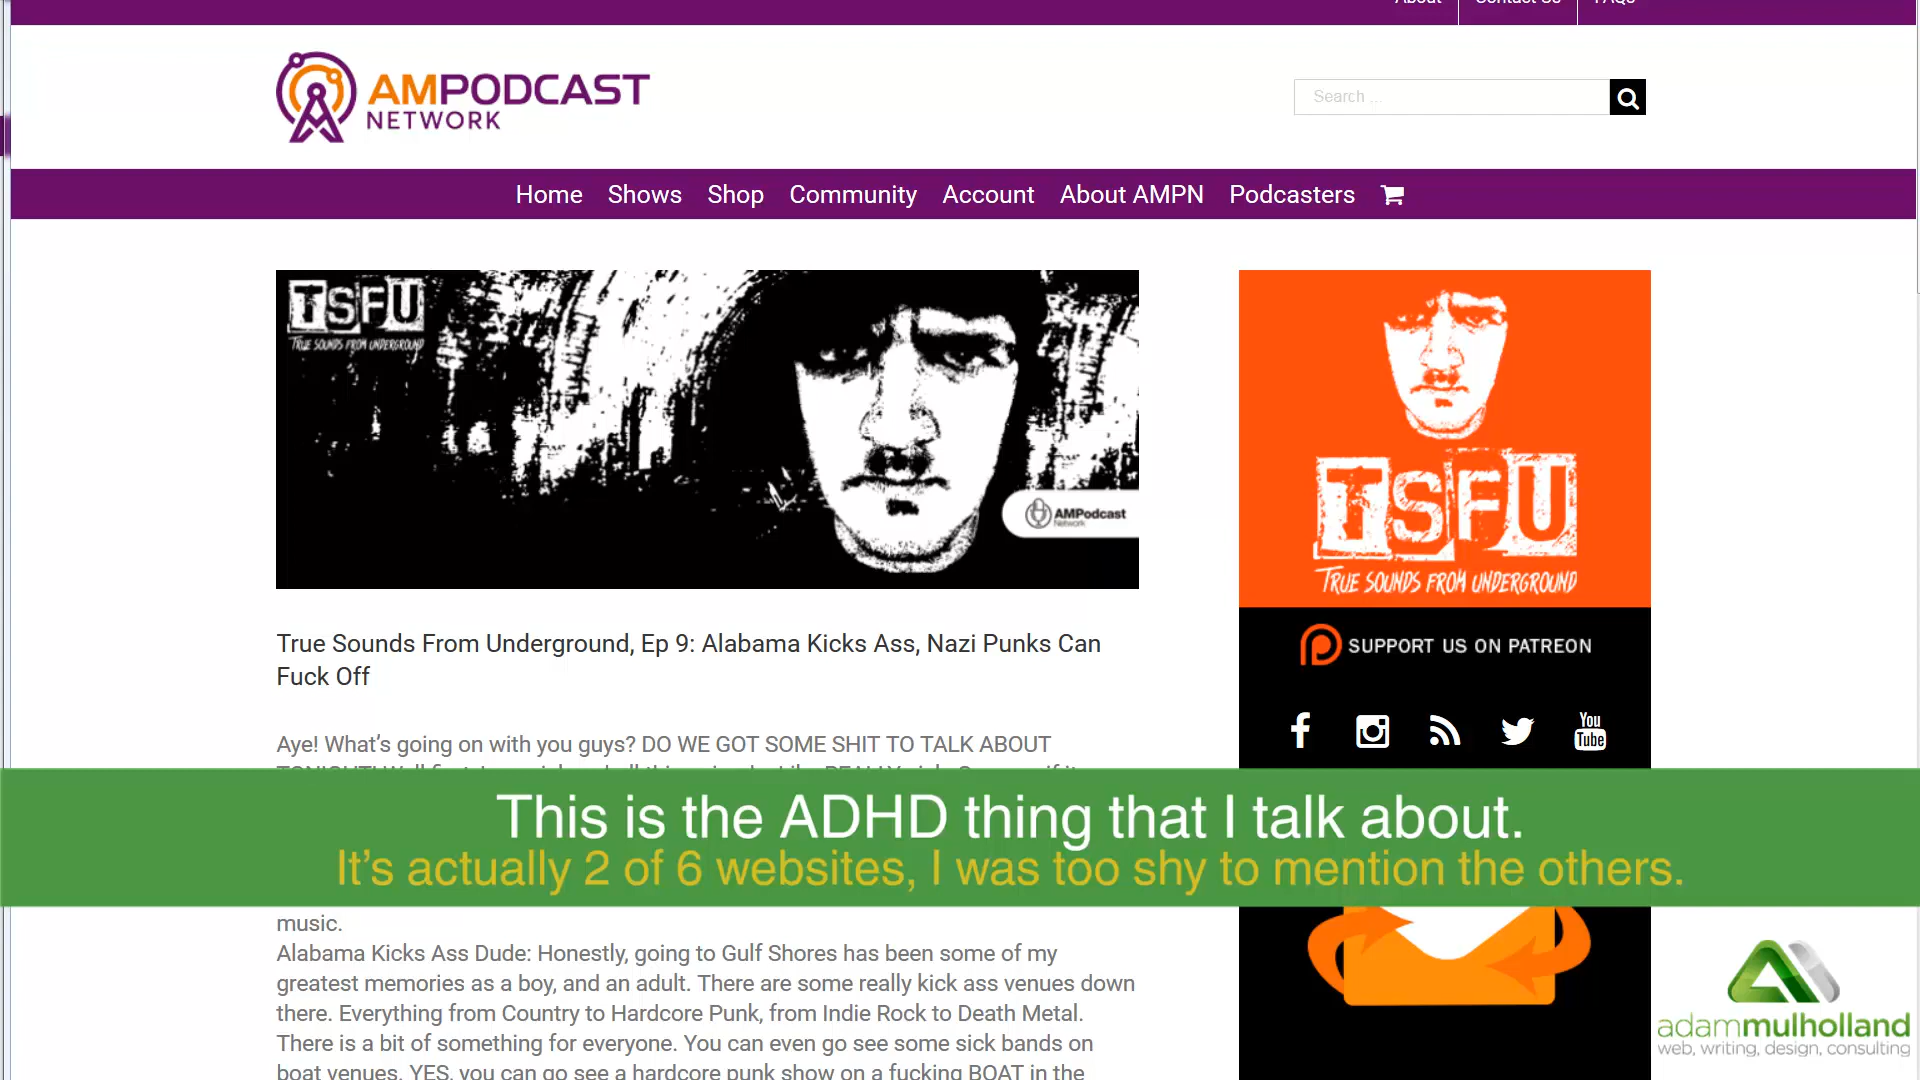 About Contact Us FAQs
AMPODCAST
NETWORK
Search ...
Home Shows Shop Community Account About AMPN Podcasters
TSFU
TRUE SOUNDS FROM UNDERGROUND
AMPodcast
Network
TSFU
TRUE SOUNDS FROM UNDERGROUND
True Sounds From Underground, Ep 9: Alabama Kicks Ass, Nazi Punks Can
Fuck Off
SUPPORT US ON PATREON
You
Tube
Aye! What’s going on with you guys? DO WE GOT SOME SHIT TO TALK ABOUT
This is the ADHD thing that I talk about.
It’s actually 2 of 6 websites, I was too shy to mention the others.
music.
Alabama Kicks Ass Dude: Honestly, going to Gulf Shores has been some of my
greatest memories as a boy, and an adult. There are some really kick ass venues down
there. Everything from Country to Hardcore Punk, from Indie Rock to Death Metal.
There is a bit of something for everyone. You can even go see some sick bands on
boat venues. YES, you can go see a hardcore punk show on a fucking BOAT in the
adammulholland
web, writing, design, consulting